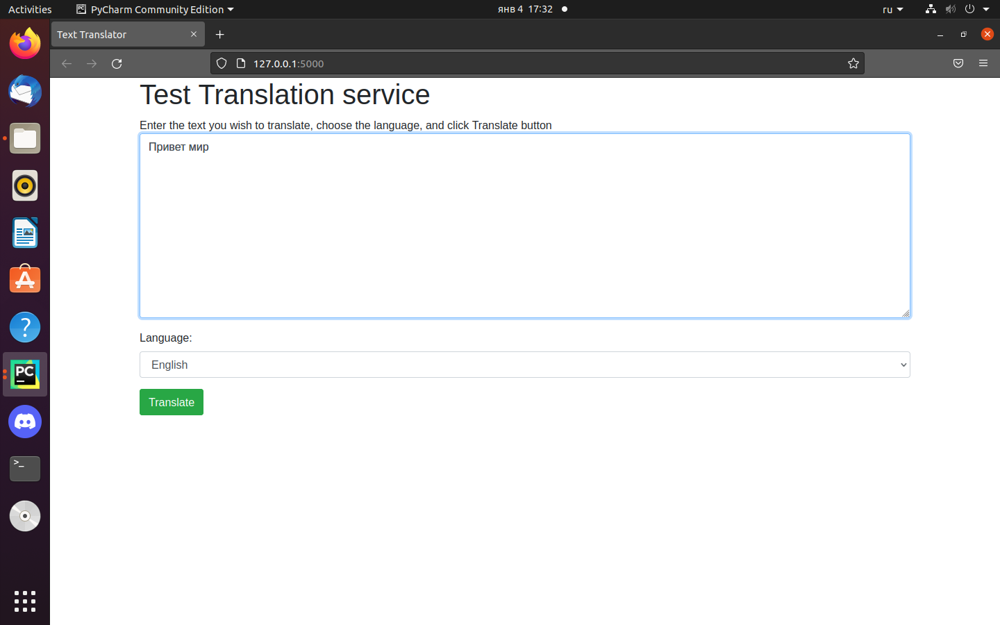 Activities
PyCharm Community Edition
янв 4 17:32
ru
Text Translator
127.0.0.1:5000
Test Translation service
Enter the text you wish to translate, choose the language, and click Translate button
Привет мир
Language:
English
Translate
PC
>_